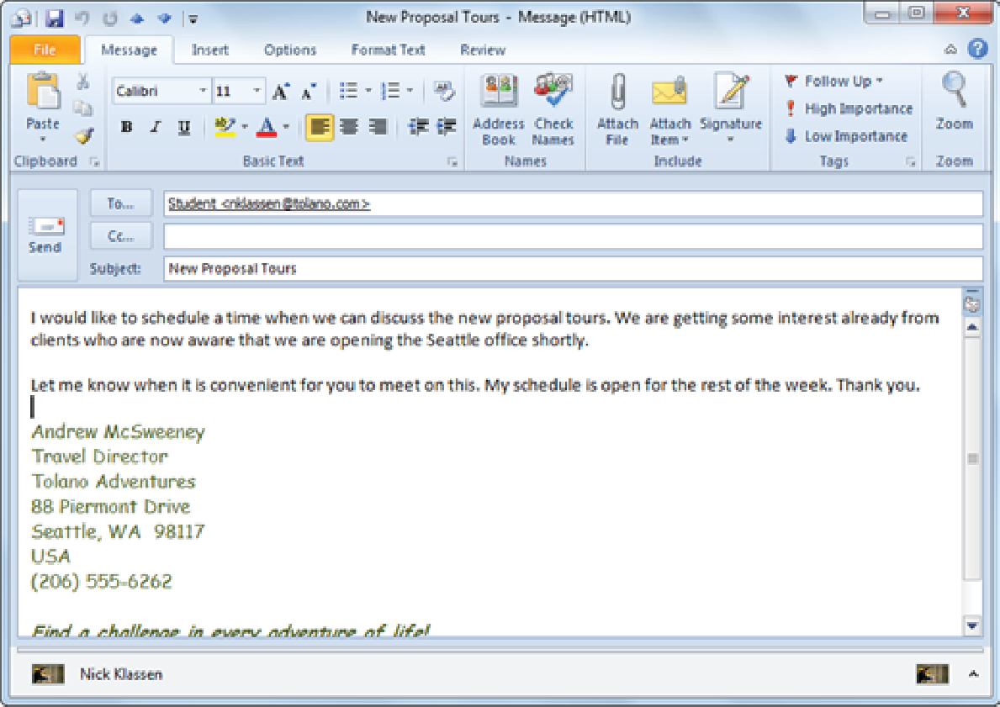 New Proposal Tours - Message (HTML)
File Message Insert Options Format Text Review
Calibri 11
Paste
B I U
Address Book
Check Names
Attach File
Attach Item
Signature
Follow Up
High Importance
Low Importance
Zoom
Clipboard Basic Text Names Include Tags Zoom
Send
To... Student <nklassen@tolano.com>
Cc...
Subject: New Proposal Tours
I would like to schedule a time when we can discuss the new proposal tours. We are getting some interest already from
clients who are now aware that we are opening the Seattle office shortly.
Let me know when it is convenient for you to meet on this. My schedule is open for the rest of the week. Thank you.
Andrew McSweeney
Travel Director
Tolano Adventures
88 Piermont Drive
Seattle, WA 98117
USA
(206) 555-6262
Find a challenge in every adventure of life!
Nick Klassen